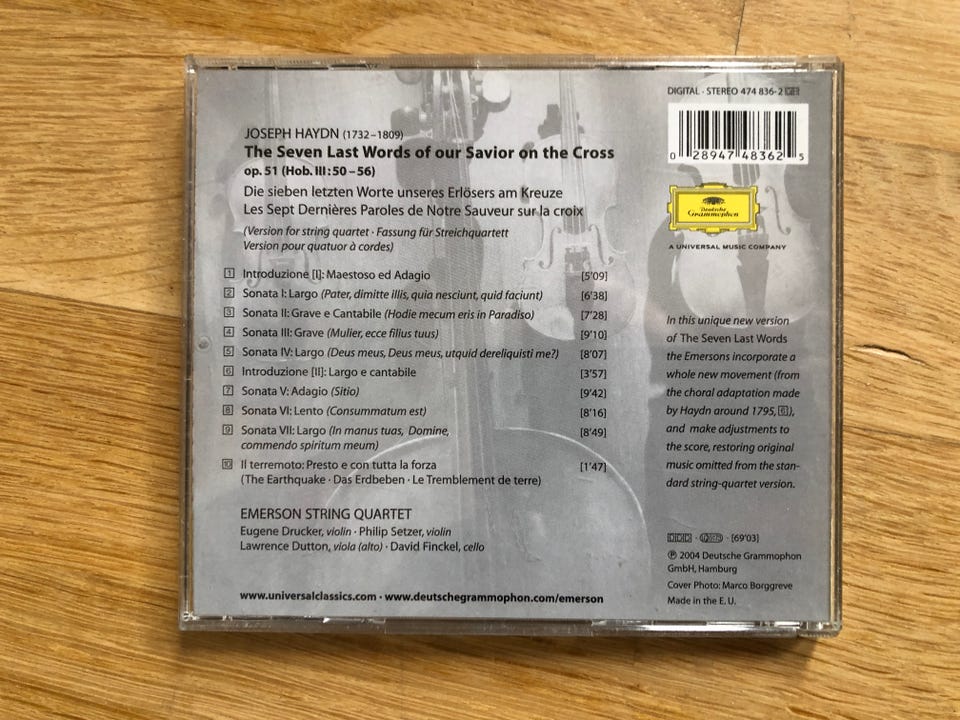 DIGITAL · STEREO 474 836-2 GH
0 28947 48362 5
JOSEPH HAYDN (1732–1809)
The Seven Last Words of our Savior on the Cross
op. 51 (Hob. III : 50 – 56)
Die sieben letzten Worte unseres Erlösers am Kreuze
Les Sept Dernières Paroles de Notre Sauveur sur la croix
(Version for string quartet · Fassung für Streichquartett
Version pour quatuor à cordes)
1 Introduzione [I]: Maestoso ed Adagio [5'09]
2 Sonata I: Largo (Pater, dimitte illis, quia nesciunt, quid faciunt) [6'38]
3 Sonata II: Grave e Cantabile (Hodie mecum eris in Paradiso) [7'28]
4 Sonata III: Grave (Mulier, ecce filius tuus) [9'10]
5 Sonata IV: Largo (Deus meus, Deus meus, utquid dereliquisti me?) [8'07]
6 Introduzione [II]: Largo e cantabile [3'57]
7 Sonata V: Adagio (Sitio) [9'42]
8 Sonata VI: Lento (Consummatum est) [8'16]
9 Sonata VII: Largo (In manus tuas, Domine, [8'49]
commendo spiritum meum)
10 Il terremoto: Presto e con tutta la forza [1'47]
(The Earthquake · Das Erdbeben · Le Tremblement de terre)
EMERSON STRING QUARTET
Eugene Drucker, violin · Philip Setzer, violin
Lawrence Dutton, viola (alto) · David Finckel, cello
www.universalclassics.com · www.deutschegrammophon.com/emerson
Deutsche
Grammophon
A UNIVERSAL MUSIC COMPANY
In this unique new version
of The Seven Last Words
the Emersons incorporate a
whole new movement (from
the choral adaptation made
by Haydn around 1795, 6),
and make adjustments to
the score, restoring original
music omitted from the stan-
dard string-quartet version.
DDD · · [69'03]
℗ 2004 Deutsche Grammophon
GmbH, Hamburg
Cover Photo: Marco Borggreve
Made in the E. U.